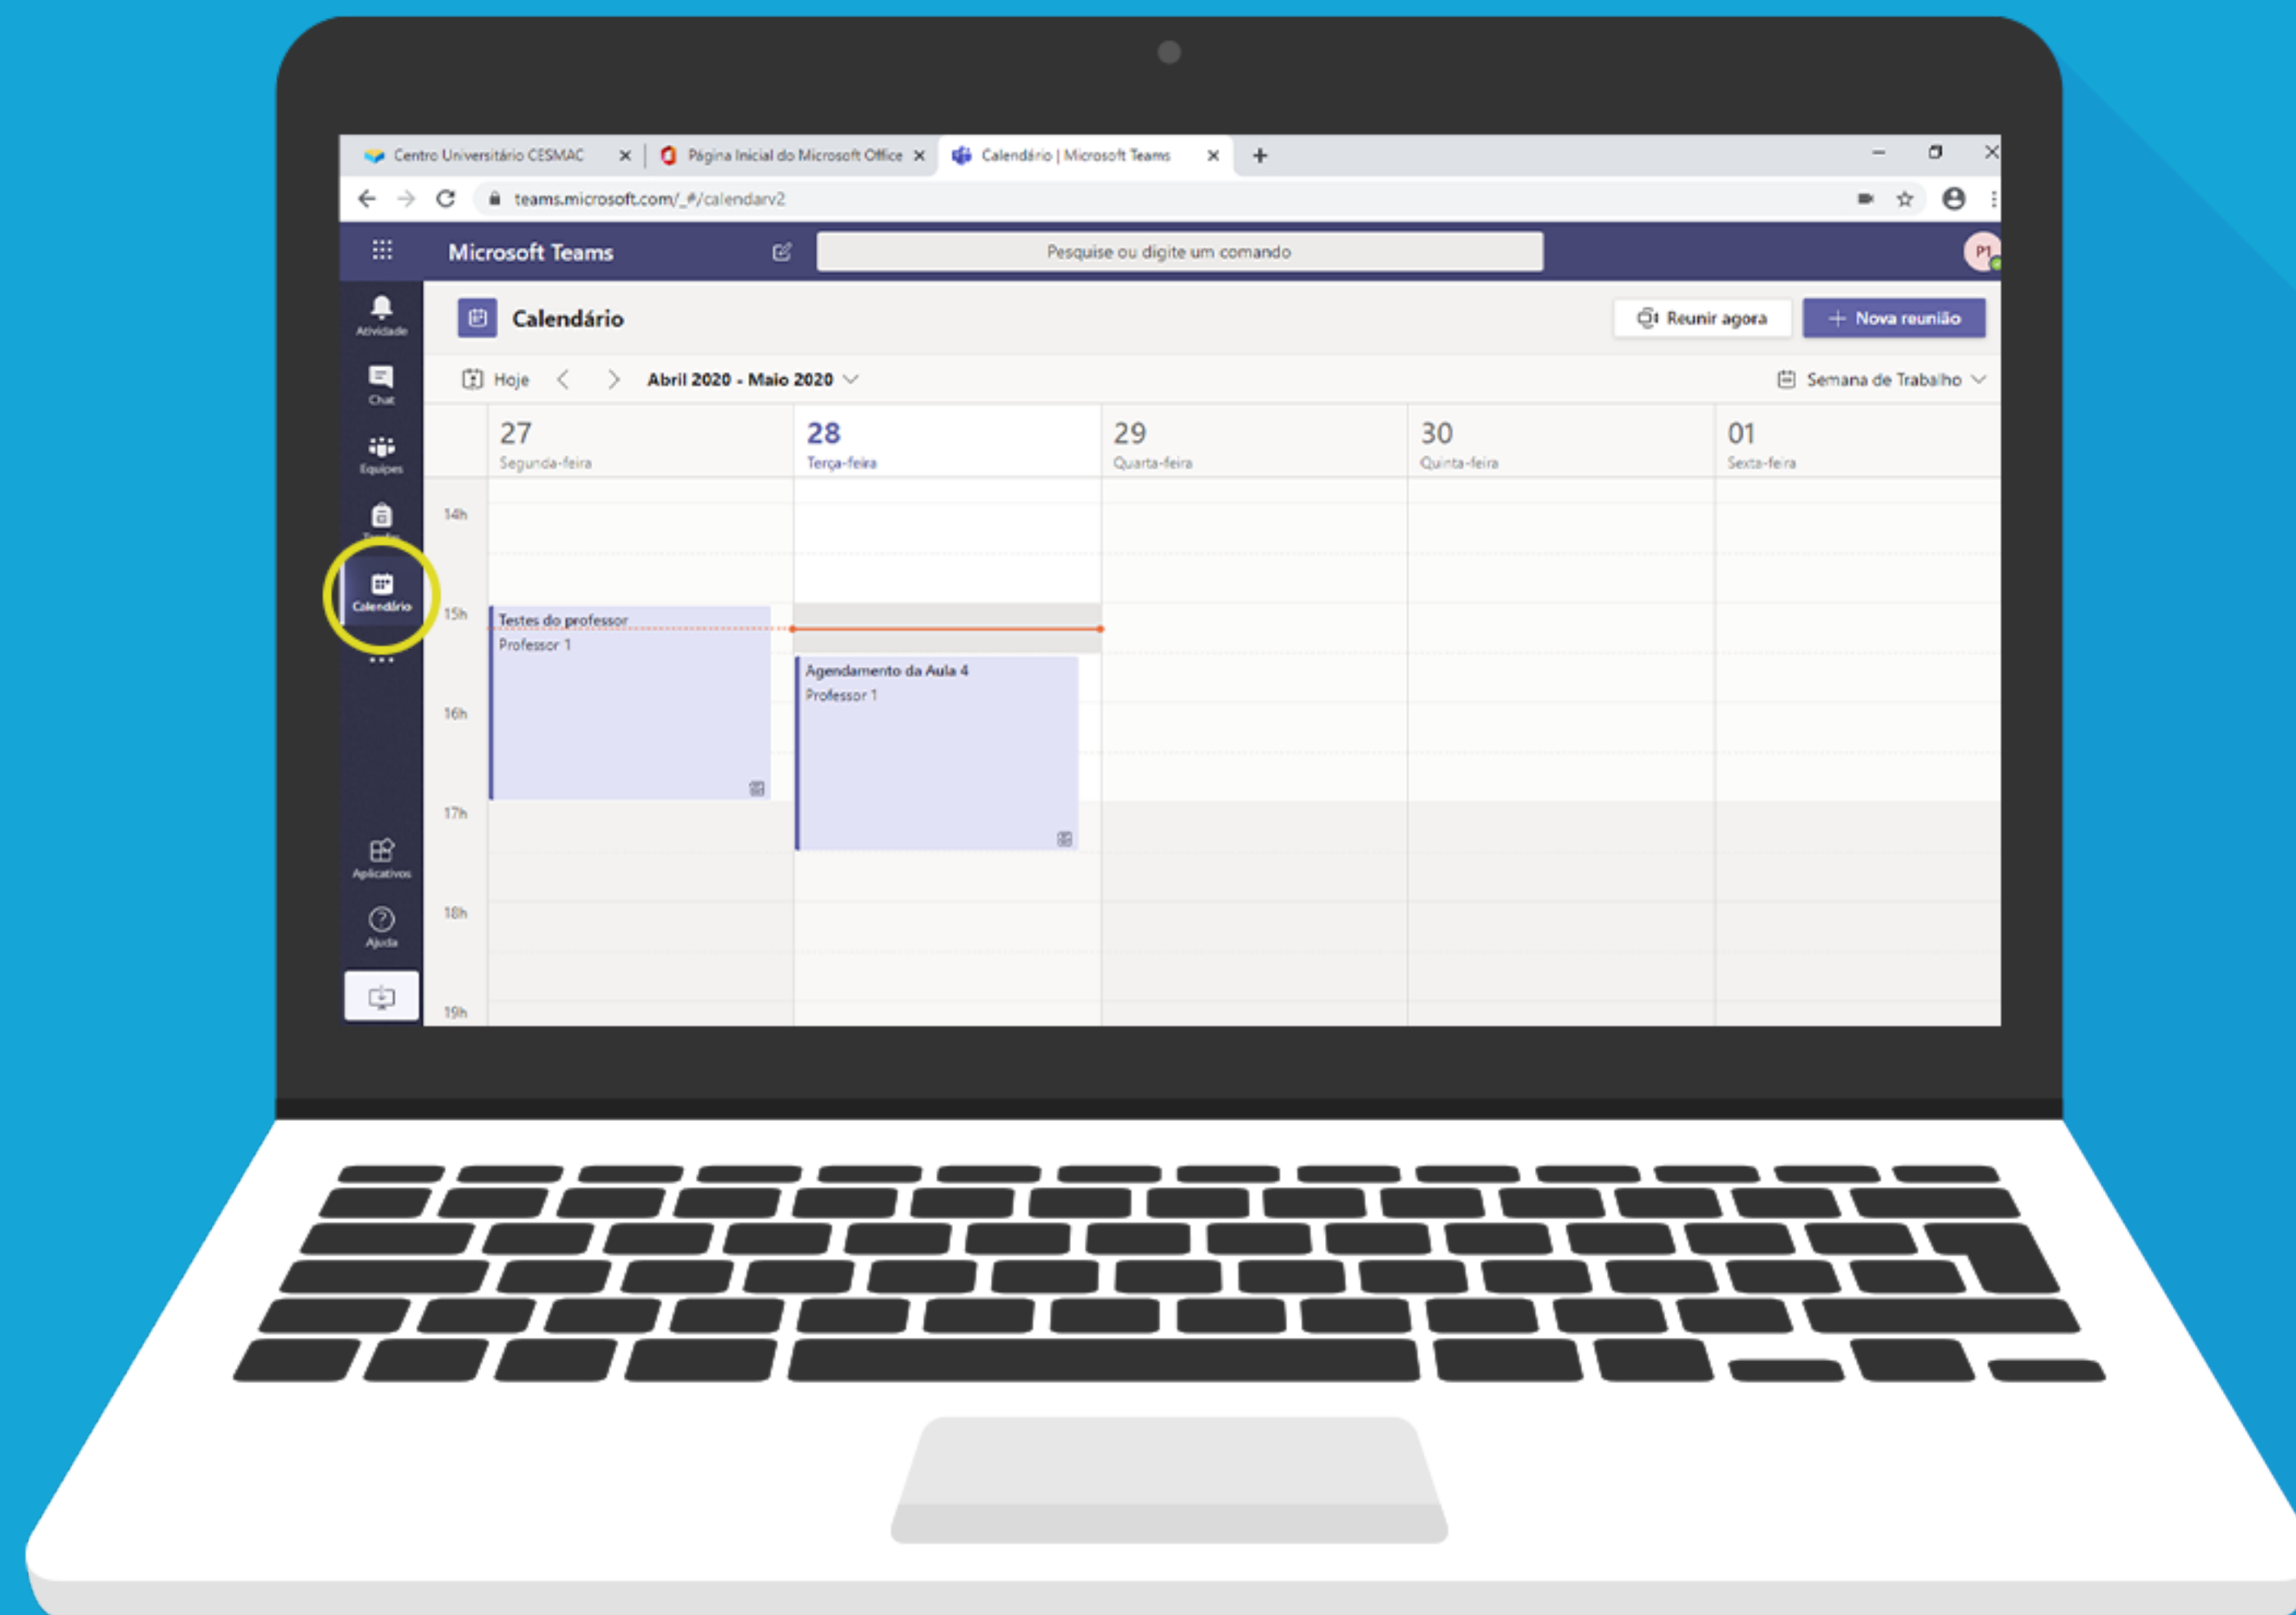 Centro Universitário CESMAC
Página Inicial do Microsoft Office
Calendário | Microsoft Teams
teams.microsoft.com/_#/calendarv2
Microsoft Teams
Pesquise ou digite um comando
P1
Atividade
Chat
Equipes
Calendário
Aplicativos
Ajuda
Calendário
Reunir agora
+ Nova reunião
Hoje
Abril 2020 - Maio 2020
Semana de Trabalho
27
Segunda-feira
28
Terça-feira
29
Quarta-feira
30
Quinta-feira
01
Sexta-feira
14h
15h
16h
17h
18h
19h
Testes do professor
Professor 1
Agendamento da Aula 4
Professor 1